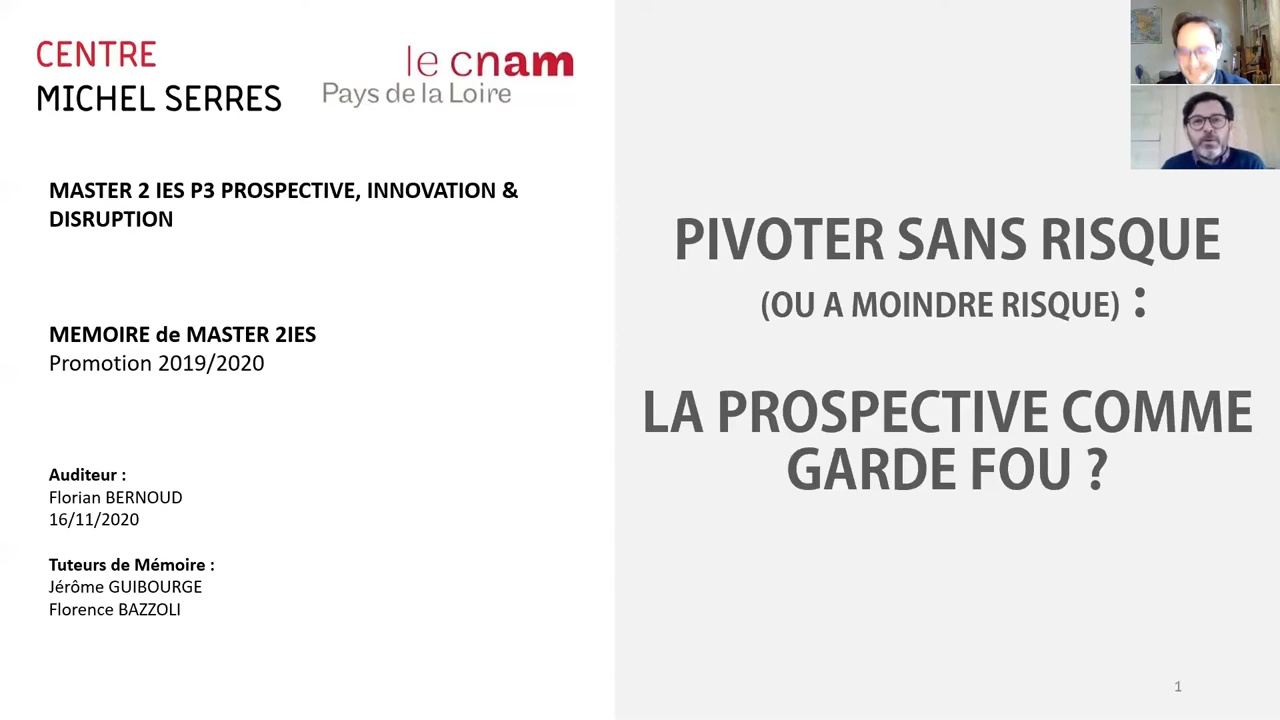 CENTRE
MICHEL SERRES
le cnam
Pays de la Loire
MASTER 2 IES P3 PROSPECTIVE, INNOVATION &
DISRUPTION
MEMOIRE de MASTER 2IES
Promotion 2019/2020
Auditeur :
Florian BERNOUD
16/11/2020
Tuteurs de Mémoire :
Jérôme GUIBOURGE
Florence BAZZOLI
PIVOTER SANS RISQUE
(OU A MOINDRE RISQUE) :
LA PROSPECTIVE COMME
GARDE FOU ?
1